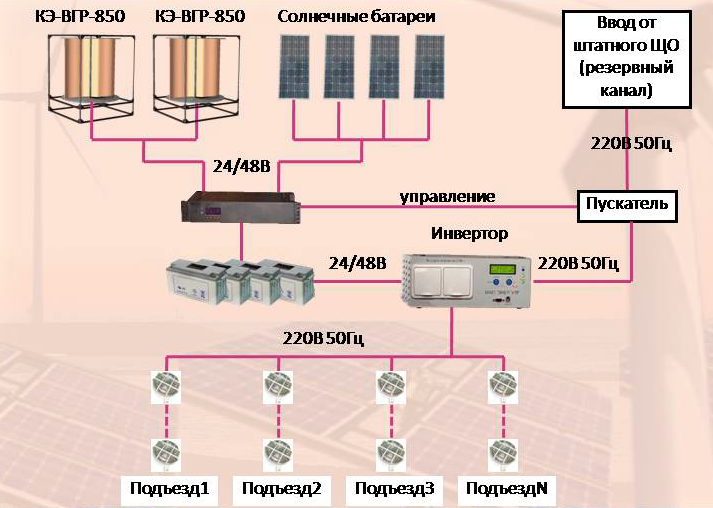 КЭ-ВГР-850
КЭ-ВГР-850
Солнечные батареи
Ввод от
штатного ЩО
(резервный
канал)
220В 50Гц
24/48В
управление
Пускатель
Инвертор
24/48В
220В 50Гц
220В 50Гц
Подъезд1
Подъезд2
Подъезд3
ПодъездN